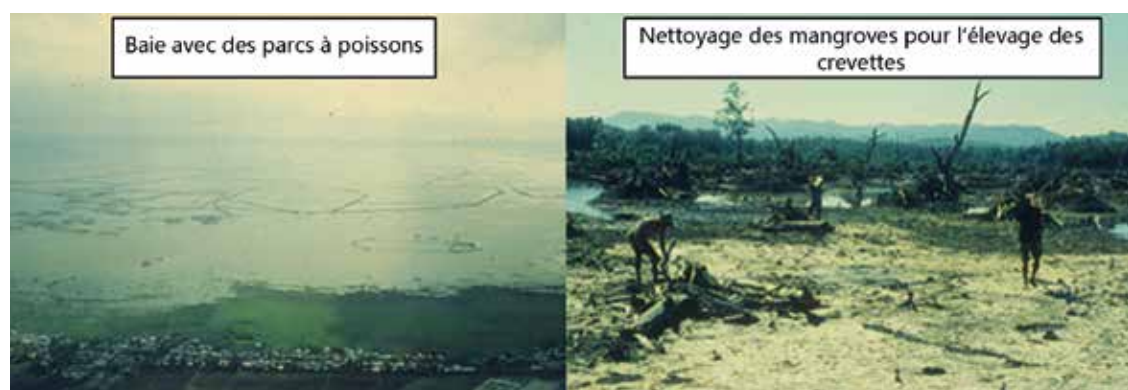 Baie avec des parcs à poissons
Nettoyage des mangroves pour l'élevage des
crevettes